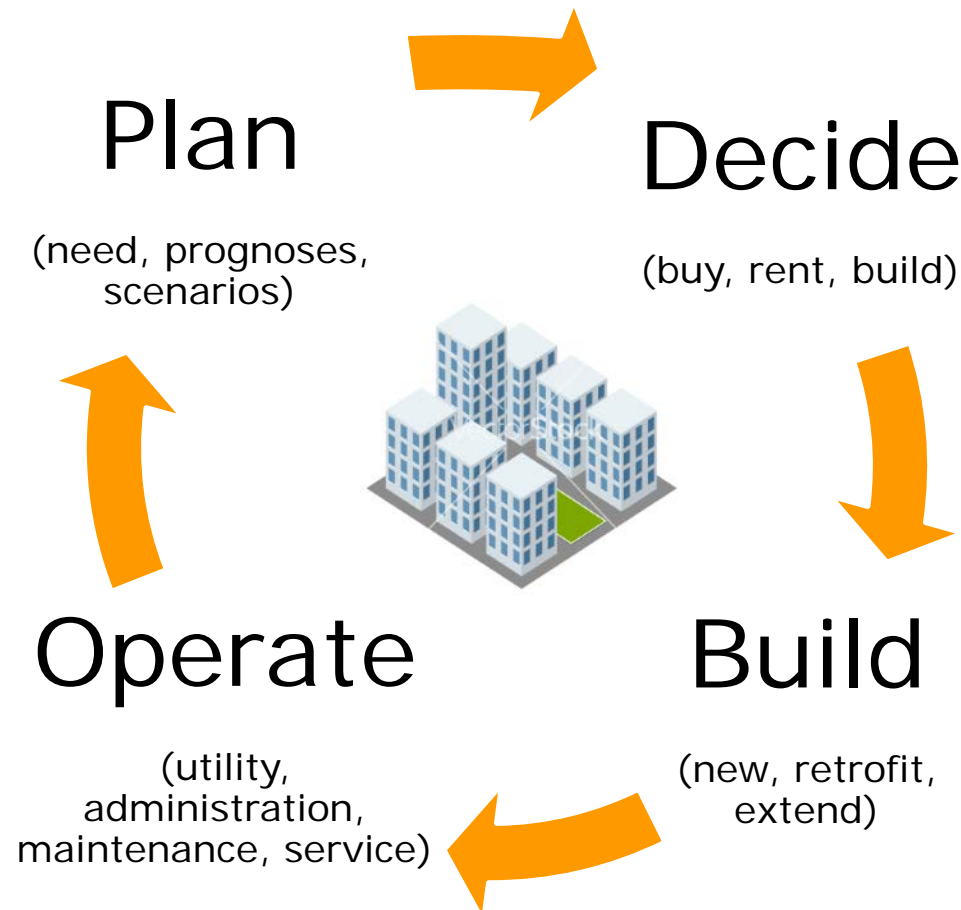 Plan
(need, prognoses,
scenarios)
Decide
(buy, rent, build)
Operate
(utility,
administration,
maintenance, service)
Build
(new, retrofit,
extend)